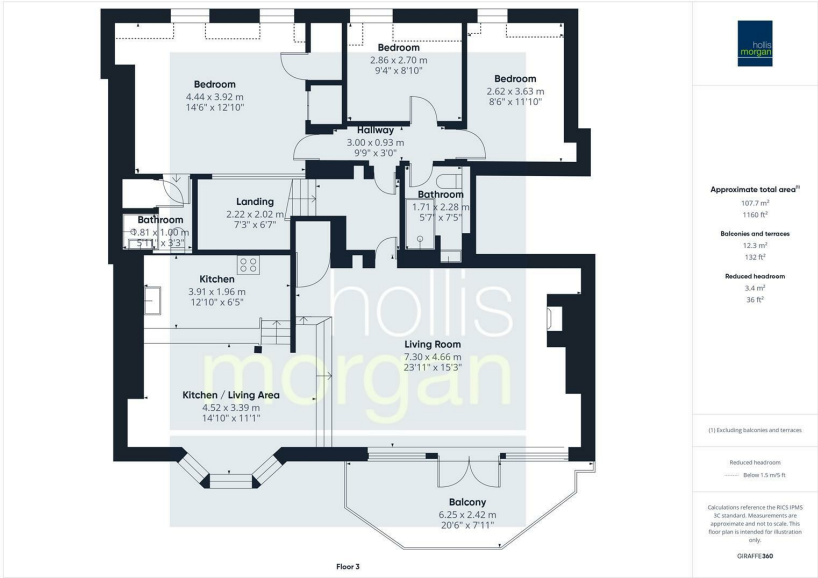 Bedroom
4.44 x 3.92 m
14'6" x 12'10"
Bedroom
2.86 x 2.70 m
9'4" x 8'10"
Bedroom
2.62 x 3.63 m
8'6" x 11'10"
Hallway
3.00 x 0.93 m
9'9" x 3'0"
Landing
2.22 x 2.02 m
7'3" x 6'7"
Bathroom
1.71 x 2.28 m
5'7" x 7'5"
Bathroom
1.81 x 1.00 m
5'11" x 3'3"
Kitchen
3.91 x 1.96 m
12'10" x 6'5"
Living Room
7.30 x 4.66 m
23'11" x 15'3"
Kitchen / Living Area
4.52 x 3.39 m
14'10" x 11'1"
Balcony
6.25 x 2.42 m
20'6" x 7'11"
Floor 3
hollis
morgan
hollis
morgan
Approximate total area(1)
107.7 m²
1160 ft²
Balconies and terraces
12.3 m²
132 ft²
Reduced headroom
3.4 m²
36 ft²
(1) Excluding balconies and terraces
Reduced headroom
Below 1.5 m/5 ft
Calculations reference the RICS IPMS
3C standard. Measurements are
approximate and not to scale. This
floor plan is intended for illustration
only.
GIRAFFE360